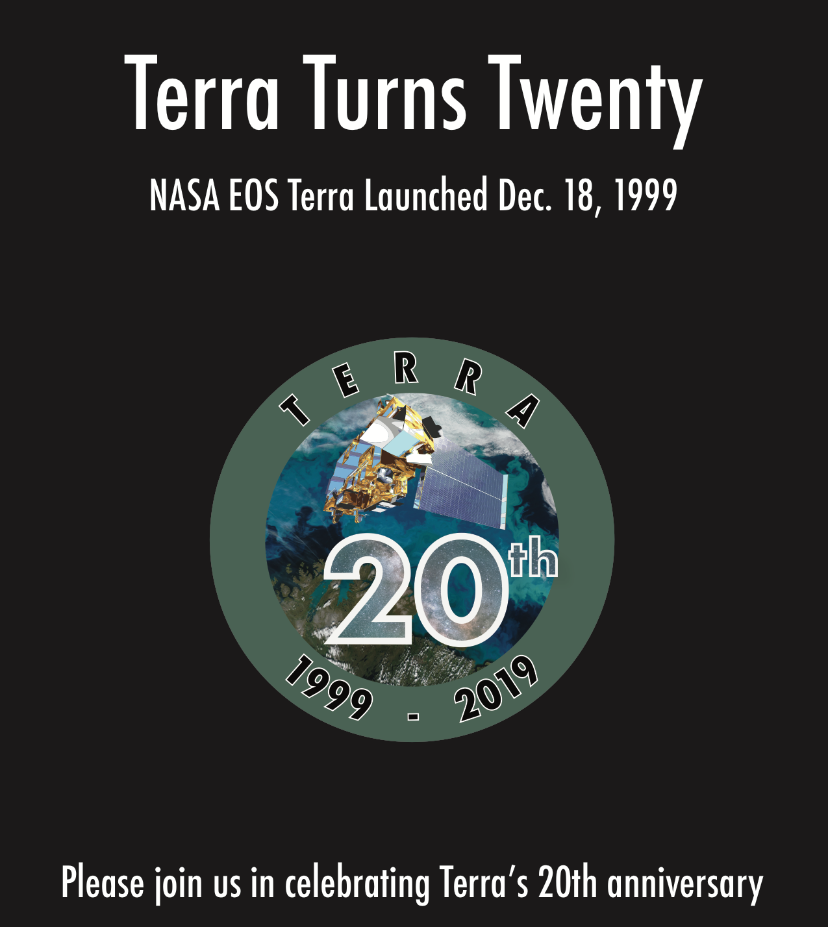 Terra Turns Twenty
NASA EOS Terra Launched Dec. 18, 1999
TERRA
20th
1999 - 2019
Please join us in celebrating Terra's 20th anniversary